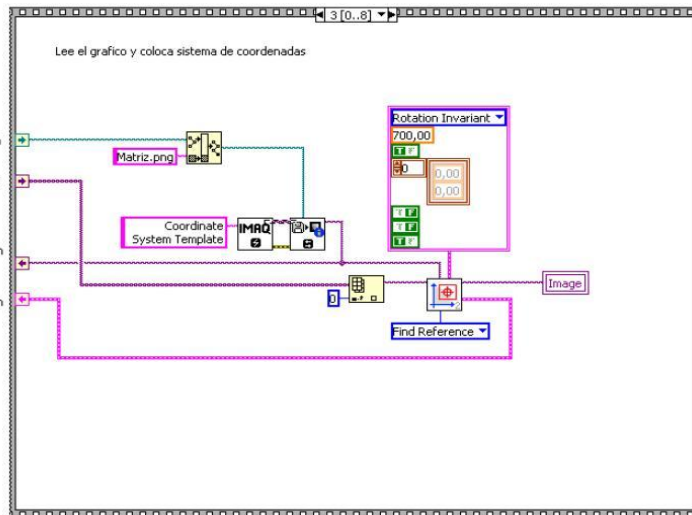 3 [0..8]
Lee el grafico y coloca sistema de coordenadas
Rotation Invariant
700,00
T F
Matriz.png
0
0,00
0,00
Coordinate
System Template
IMAQ
T F
T F
T F
0
Image
Find Reference